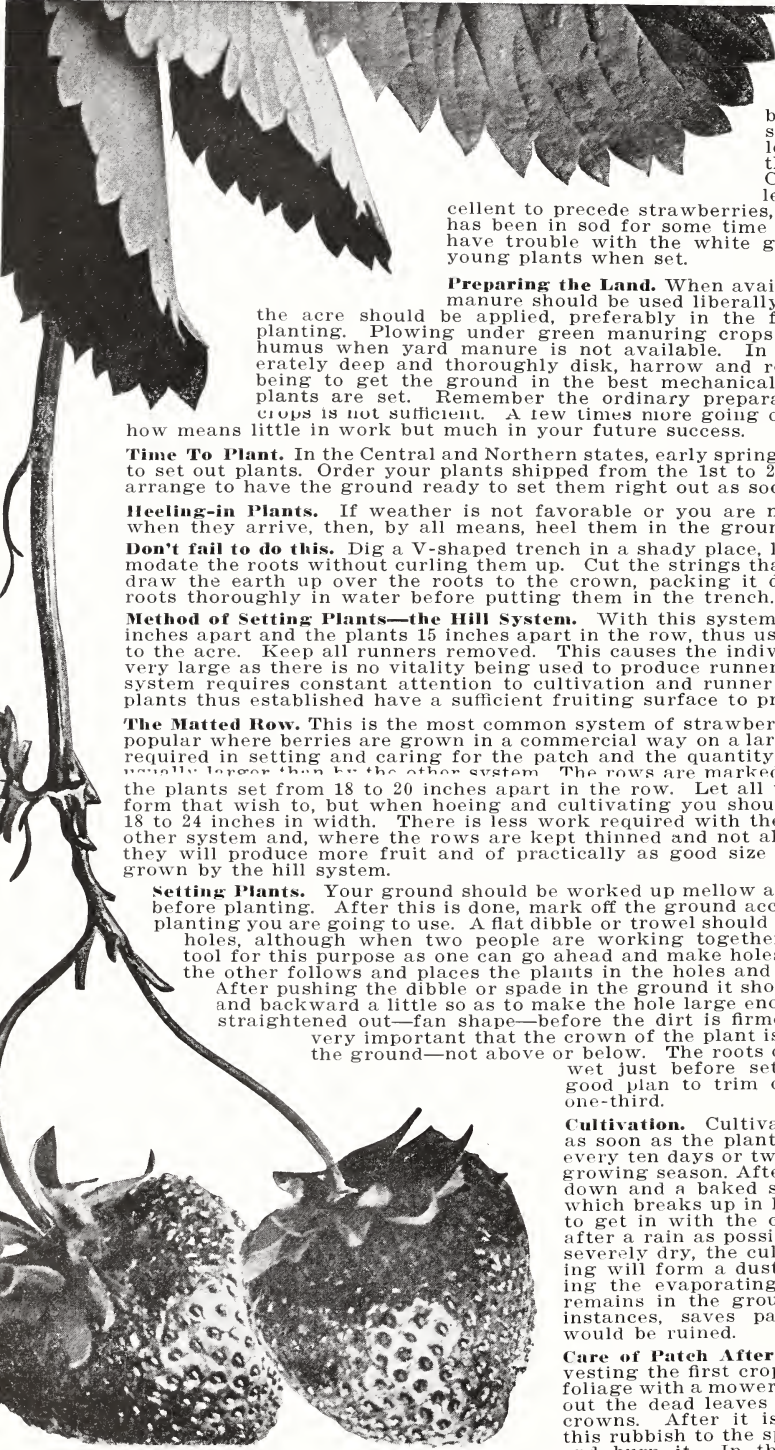 b
s
le
t
C
le
cellent to precede strawberries,
has been in sod for some time
have trouble with the white g
young plants when set.
Preparing the Land. When avai
manure should be used liberally
the acre should be applied, preferably in the f
planting. Plowing under green manuring crops
humus when yard manure is not available. In
erately deep and thoroughly disk, harrow and r
being to get the ground in the best mechanical
plants are set. Remember the ordinary prepara
crops is not sufficient. A few times more going o
how means little in work but much in your future success.
Time To Plant. In the Central and Northern states, early spring
to set out plants. Order your plants shipped from the 1st to 2
arrange to have the ground ready to set them right out as soo
Heeling-in Plants. If weather is not favorable or you are n
when they arrive, then, by all means, heel them in the groun
Don't fail to do this. Dig a V-shaped trench in a shady place, l
modate the roots without curling them up. Cut the strings tha
draw the earth up over the roots to the crown, packing it d
roots thoroughly in water before putting them in the trench.
Method of Setting Plants—the Hill System. With this system
inches apart and the plants 15 inches apart in the row, thus us
to the acre. Keep all runners removed. This causes the indiv
very large as there is no vitality being used to produce runner
system requires constant attention to cultivation and runner
plants thus established have a sufficient fruiting surface to pr
The Matted Row. This is the most common system of strawber
popular where berries are grown in a commercial way on a lar
required in setting and caring for the patch and the quantity
usually larger than by the other system The rows are marked
the plants set from 18 to 20 inches apart in the row. Let all
form that wish to, but when hoeing and cultivating you shou
18 to 24 inches in width. There is less work required with the
other system and, where the rows are kept thinned and not al
they will produce more fruit and of practically as good size
grown by the hill system.
Setting Plants. Your ground should be worked up mellow a
before planting. After this is done, mark off the ground acc
planting you are going to use. A flat dibble or trowel should
holes, although when two people are working together
tool for this purpose as one can go ahead and make holes
the other follows and places the plants in the holes and
After pushing the dibble or spade in the ground it sho
and backward a little so as to make the hole large eno
straightened out—fan shape—before the dirt is firme
very important that the crown of the plant is
the ground—not above or below. The roots
wet just before set
good plan to trim o
one-third.
Cultivation. Cultiva
as soon as the plant
every ten days or tw
growing season. Afte
down and a baked s
which breaks up in l
to get in with the c
after a rain as possi
severely dry, the cul
ing will form a dust
ing the evaporating
remains in the grou
instances, saves pa
would be ruined.
Care of Patch After
vesting the first crop
foliage with a mower
out the dead leaves
crowns. After it is
this rubbish to the sp
and burn it. In th